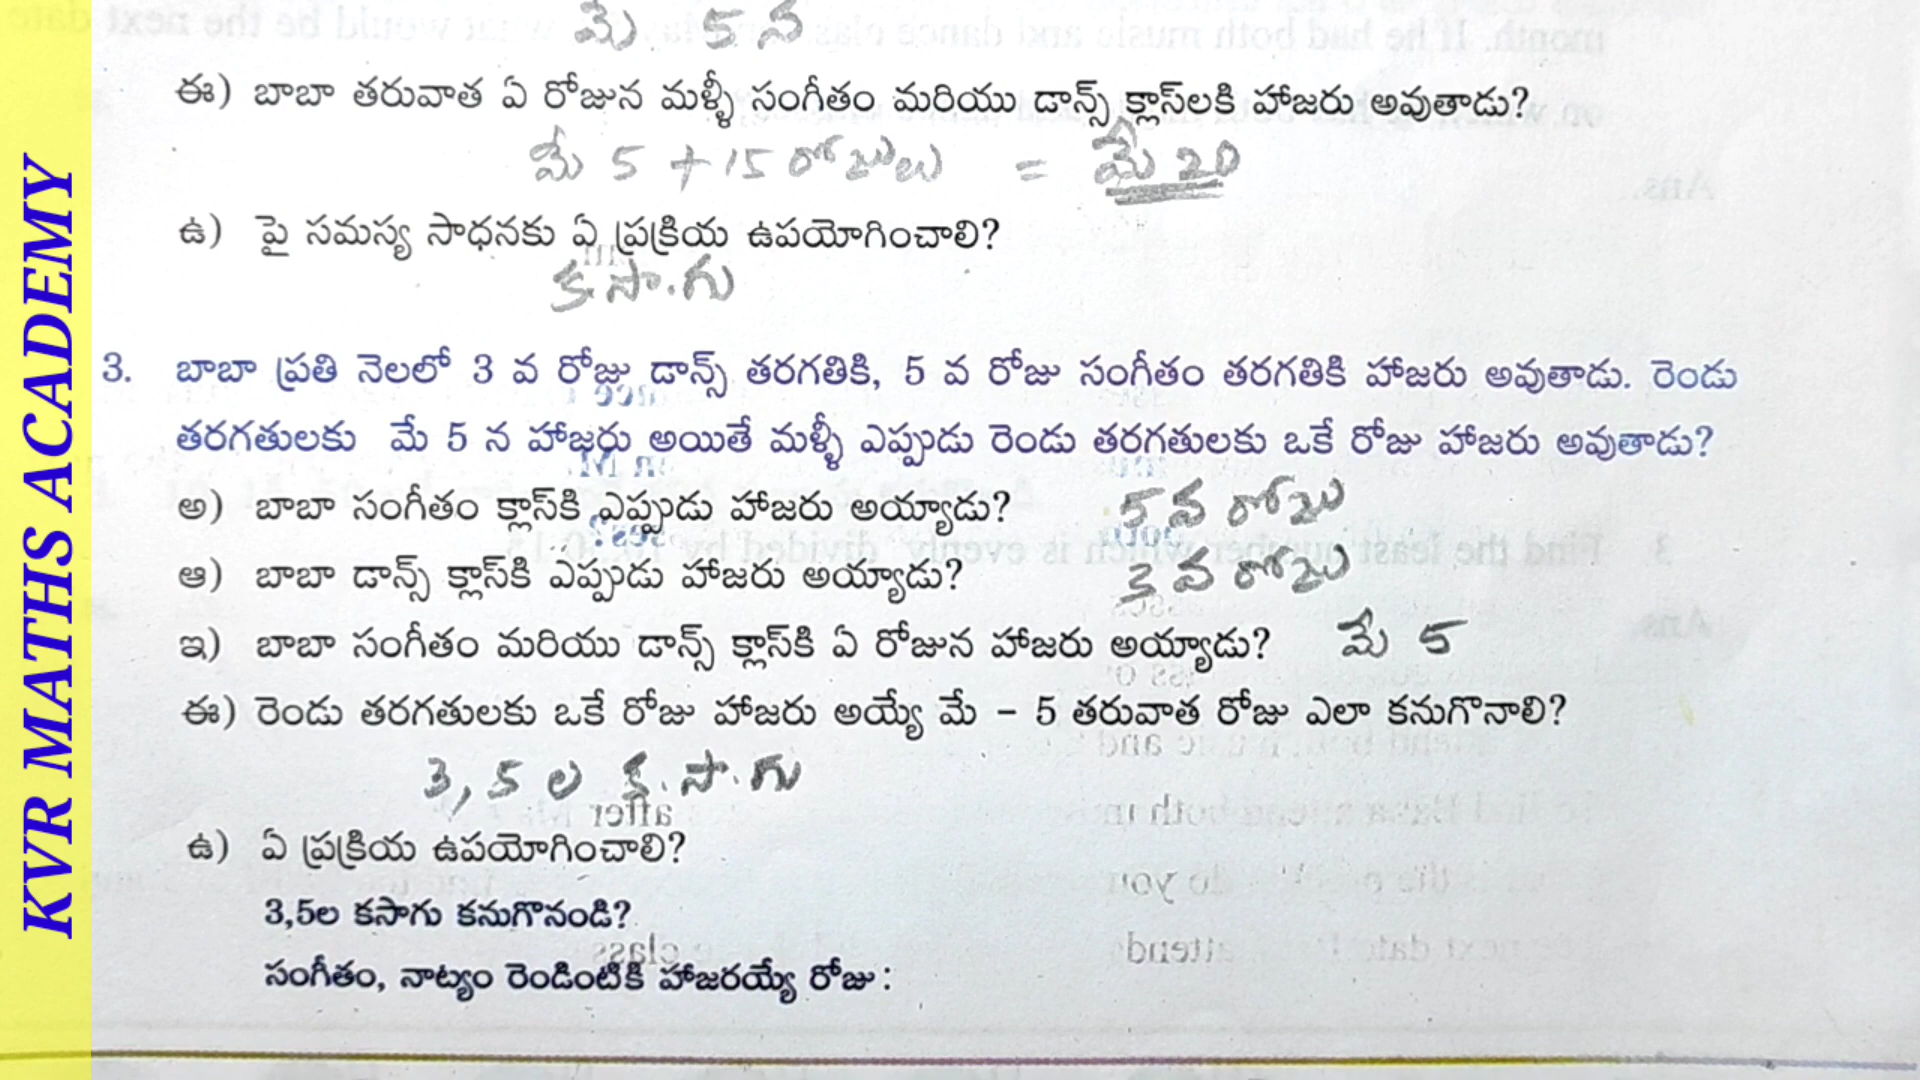 KVR MATHS ACADEMY
మే 5 న
ఈ) బాబా తరువాత ఏ రోజున మళ్ళీ సంగీతం మరియు డాన్స్ క్లాస్‌లకి హాజరు అవుతాడు?
మే 5 + 15 రోజులు = మే 20
ఉ) పై సమస్య సాధనకు ఏ ప్రక్రియ ఉపయోగించాలి?
క.సా.గు
3. బాబా ప్రతి నెలలో 3 వ రోజు డాన్స్ తరగతికి, 5 వ రోజు సంగీతం తరగతికి హాజరు అవుతాడు. రెండు
తరగతులకు మే 5 న హాజరు అయితే మళ్ళీ ఎప్పుడు రెండు తరగతులకు ఒకే రోజు హాజరు అవుతాడు?
అ) బాబా సంగీతం క్లాస్‌కి ఎప్పుడు హాజరు అయ్యాడు? 5 వ రోజు
ఆ) బాబా డాన్స్ క్లాస్‌కి ఎప్పుడు హాజరు అయ్యాడు? 3 వ రోజు
ఇ) బాబా సంగీతం మరియు డాన్స్ క్లాస్‌కి ఏ రోజున హాజరు అయ్యాడు? మే 5
ఈ) రెండు తరగతులకు ఒకే రోజు హాజరు అయ్యే మే - 5 తరువాత రోజు ఎలా కనుగొనాలి?
3, 5 ల క.సా.గు
ఉ) ఏ ప్రక్రియ ఉపయోగించాలి?
3,5ల కసాగు కనుగొనండి?
సంగీతం, నాట్యం రెండింటికి హాజరయ్యే రోజు :